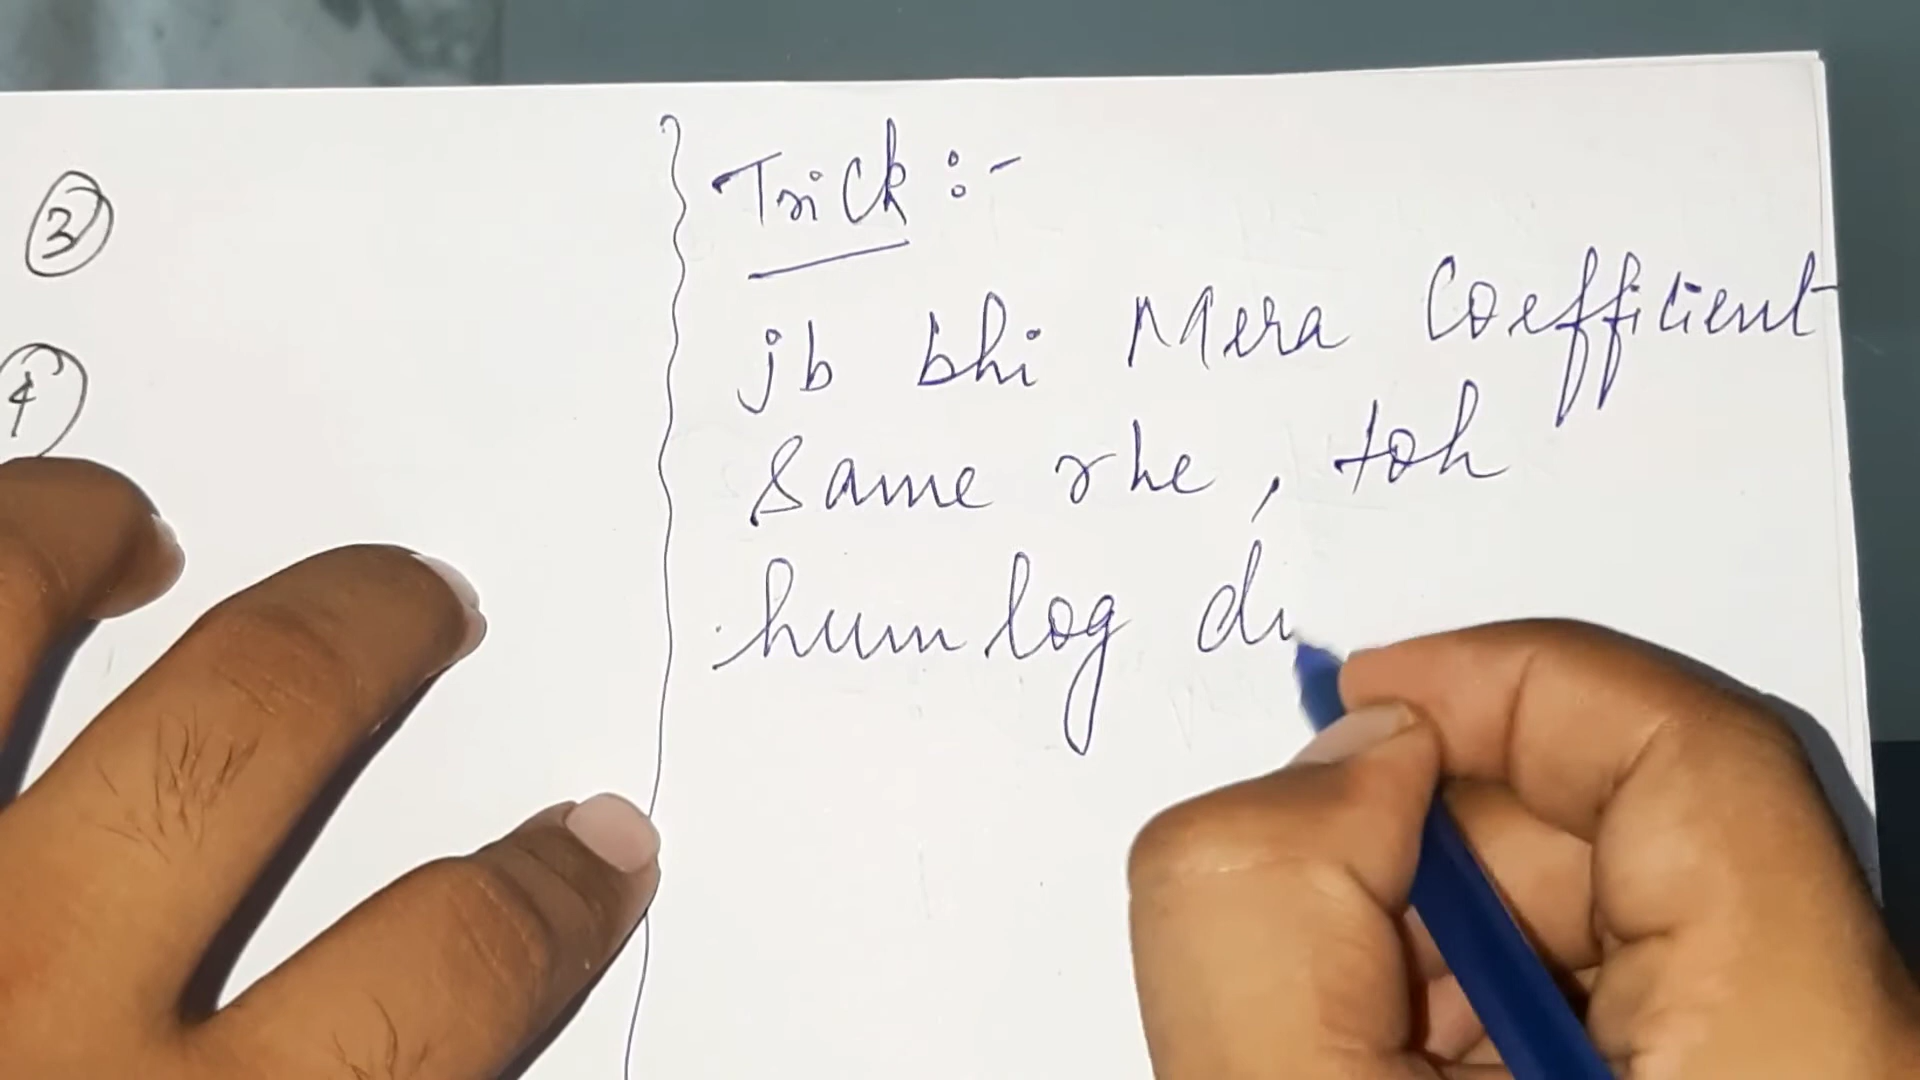 3
4
Trick :-
jb bhi Mera Coefficient
Same rhe , toh
hum log